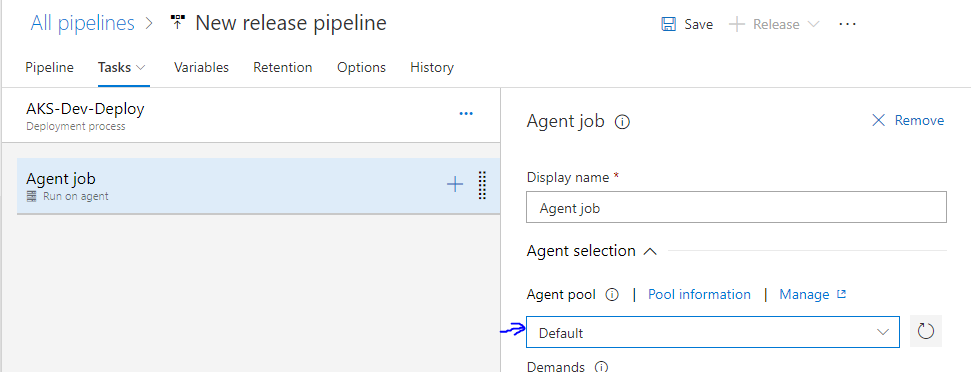 All pipelines > New release pipeline
Save
Release
Pipeline
Tasks
Variables
Retention
Options
History
AKS-Dev-Deploy
Deployment process
Agent job
Run on agent
Agent job
Remove
Display name *
Agent job
Agent selection
Agent pool | Pool information | Manage
Default
Demands